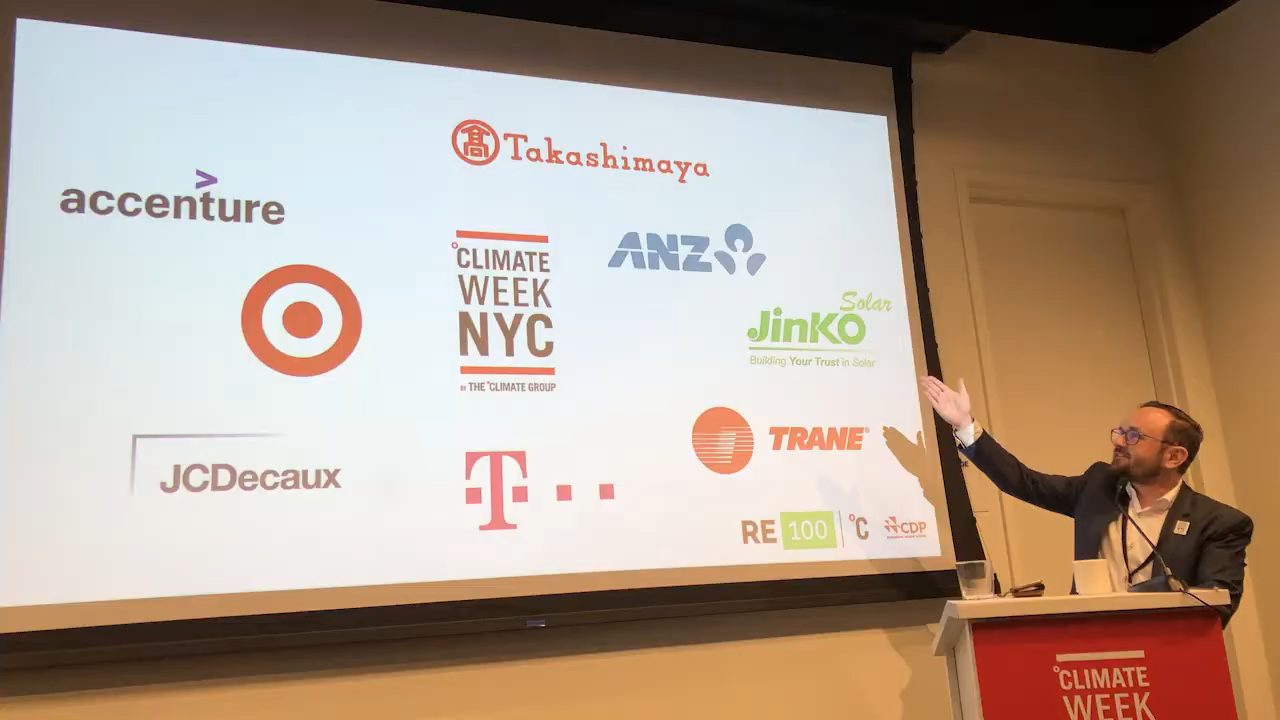 髙 Takashimaya
accenture
ANZ
°CLIMATE
WEEK
NYC
BY THE °CLIMATE GROUP
Solar
JinKO
Building Your Trust in Solar
JCDecaux
TRANE®
T
RE 100 °C CDP
°CLIMATE
WEEK